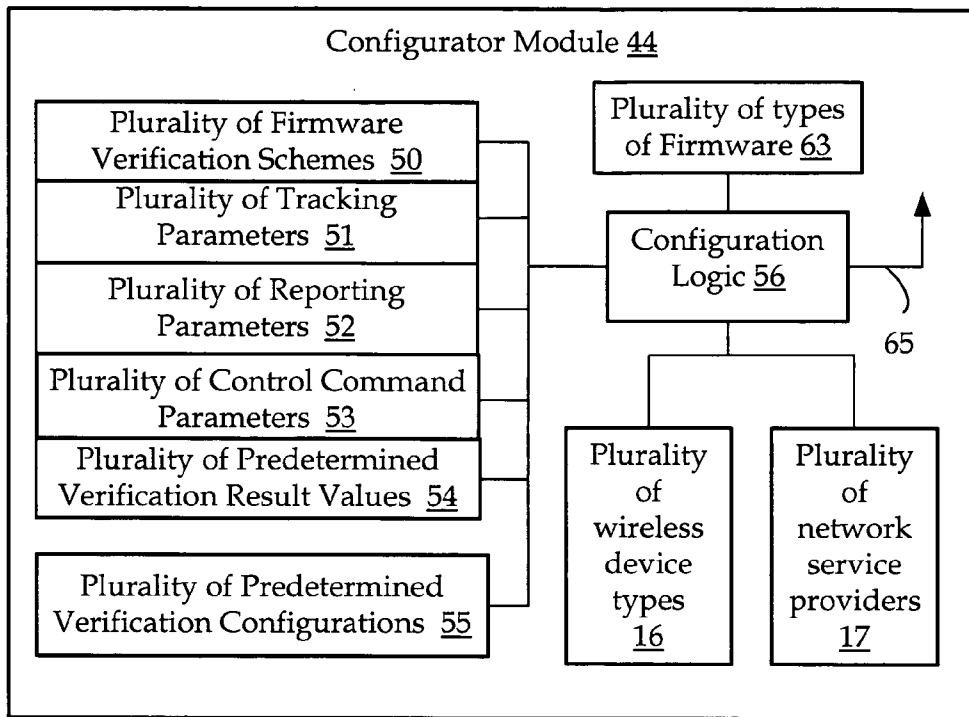 Configurator Module 44
Plurality of Firmware
Verification Schemes 50
Plurality of Tracking
Parameters 51
Plurality of Reporting
Parameters 52
Plurality of Control Command
Parameters 53
Plurality of Predetermined
Verification Result Values 54
Plurality of Predetermined
Verification Configurations 55
Plurality of types
of Firmware 63
Configuration
Logic 56
65
Plurality
of
wireless
device
types
16
Plurality
of
network
service
providers
17